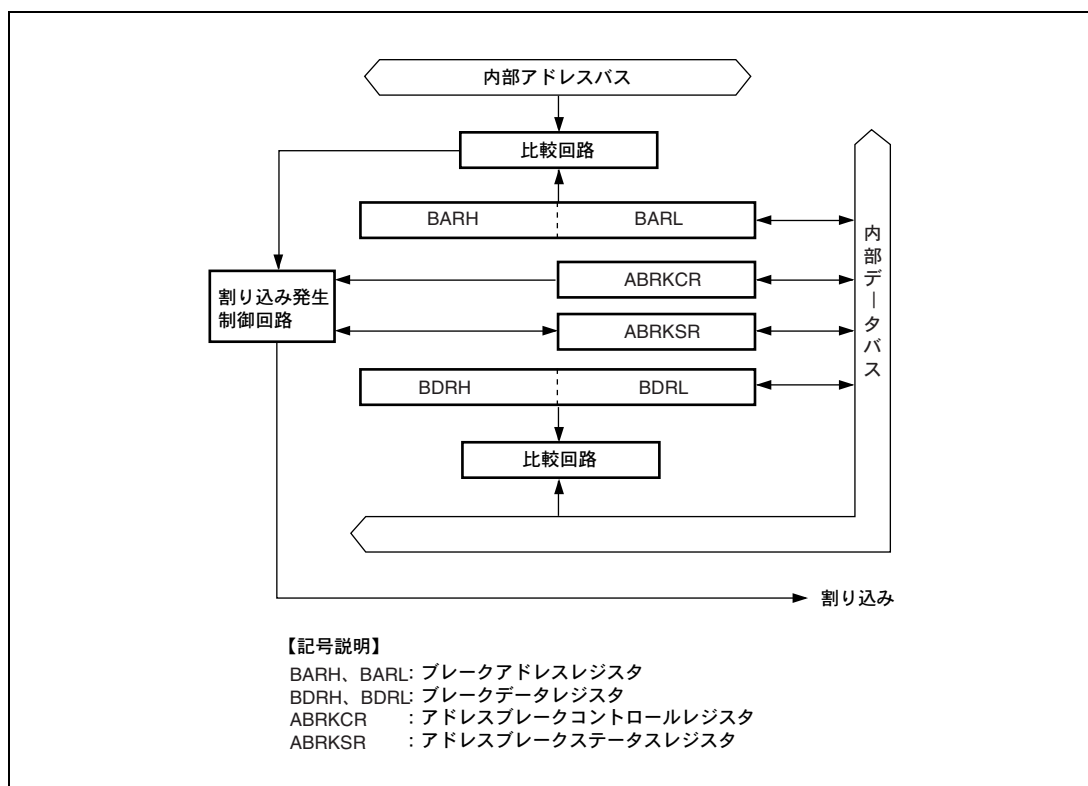 内部アドレスバス
比較回路
BARH BARL
内部データバス
ABRKCR
割り込み発生
制御回路
ABRKSR
BDRH BDRL
比較回路
割り込み
【記号説明】
BARH、BARL: ブレークアドレスレジスタ
BDRH、BDRL: ブレークデータレジスタ
ABRKCR : アドレスブレークコントロールレジスタ
ABRKSR : アドレスブレークステータスレジスタ